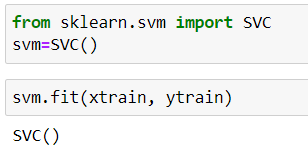 from sklearn.svm import SVC
svm=SVC()
svm.fit(xtrain, ytrain)
SVC()